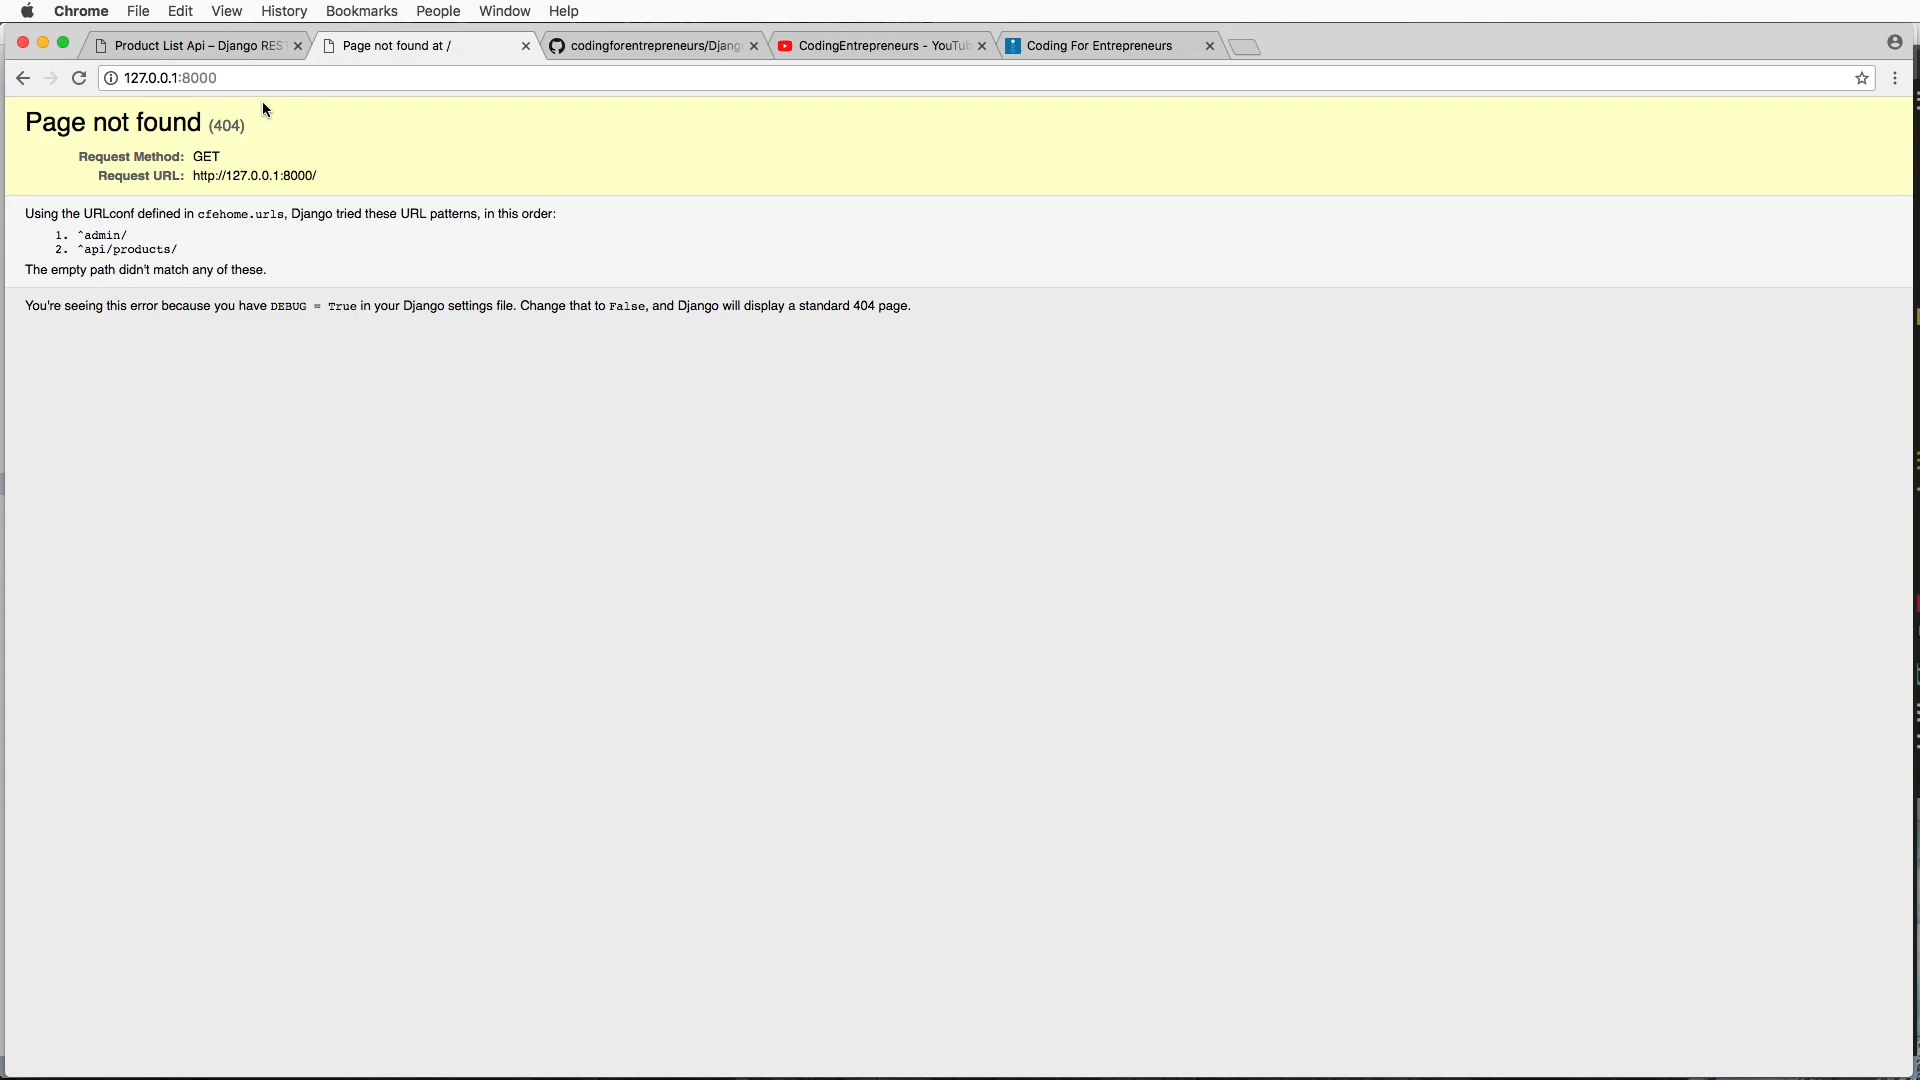 Chrome File Edit View History Bookmarks People Window Help
Product List Api – Django REST Page not found at / codingforentrepreneurs/Djang CodingEntrepreneurs - YouTub Coding For Entrepreneurs
127.0.0.1:8000
Page not found (404)
Request Method: GET
Request URL: http://127.0.0.1:8000/
Using the URLconf defined in cfehome.urls, Django tried these URL patterns, in this order:
1. ^admin/
2. ^api/products/
The empty path didn't match any of these.
You're seeing this error because you have DEBUG = True in your Django settings file. Change that to False, and Django will display a standard 404 page.